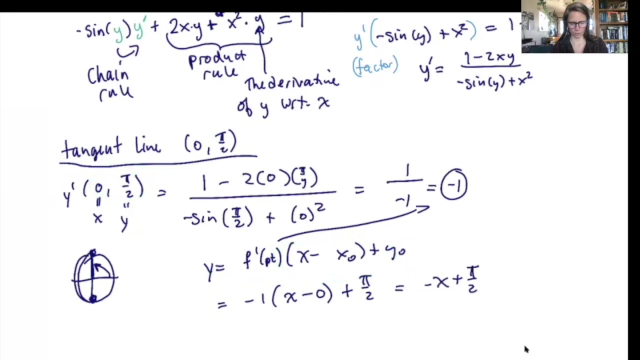 -sin(y) y' + 2x·y + x²·y = 1
Chain rule
product rule
The derivative of y wrt x
y'(-sin(y) + x²) = 1 -
(factor)
y' = (1 - 2xy) / (-sin(y) + x²)
tangent line (0, π/2)
y'(0, π/2) = (1 - 2(0)(π/y)) / (-sin(π/2) + (0)²) = 1 / -1 = -1
x y
y = f'(pt)(x - x₀) + y₀
= -1(x - 0) + π/2 = -x + π/2